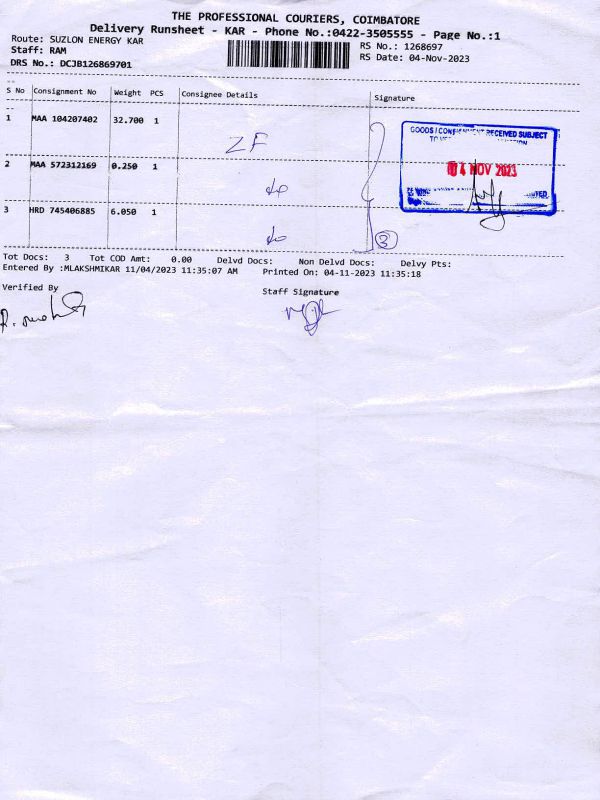 THE PROFESSIONAL COURIERS, COIMBATORE
Delivery Runsheet - KAR - Phone No.:0422-3505555 - Page No.:1
Route: SUZLON ENERGY KAR
RS No.: 1268697
Staff: RAM
RS Date: 04-Nov-2023
DRS No.: DCJB126869701
S No Consignment No Weight PCS Consignee Details Signature
1 MAA 104207402 32.700 1
ZF
2 MAA 572312169 0.250 1
do
3 HRD 745406885 6.050 1
do
3
GOODS / CONSIGNMENT RECEIVED SUBJECT
04 NOV 2023
Tot Docs: 3 Tot COD Amt: 0.00 Delvd Docs: Non Delvd Docs: Delvy Pts:
Entered By :MLAKSHMIKAR 11/04/2023 11:35:07 AM Printed On: 04-11-2023 11:35:18
Verified By
Staff Signature